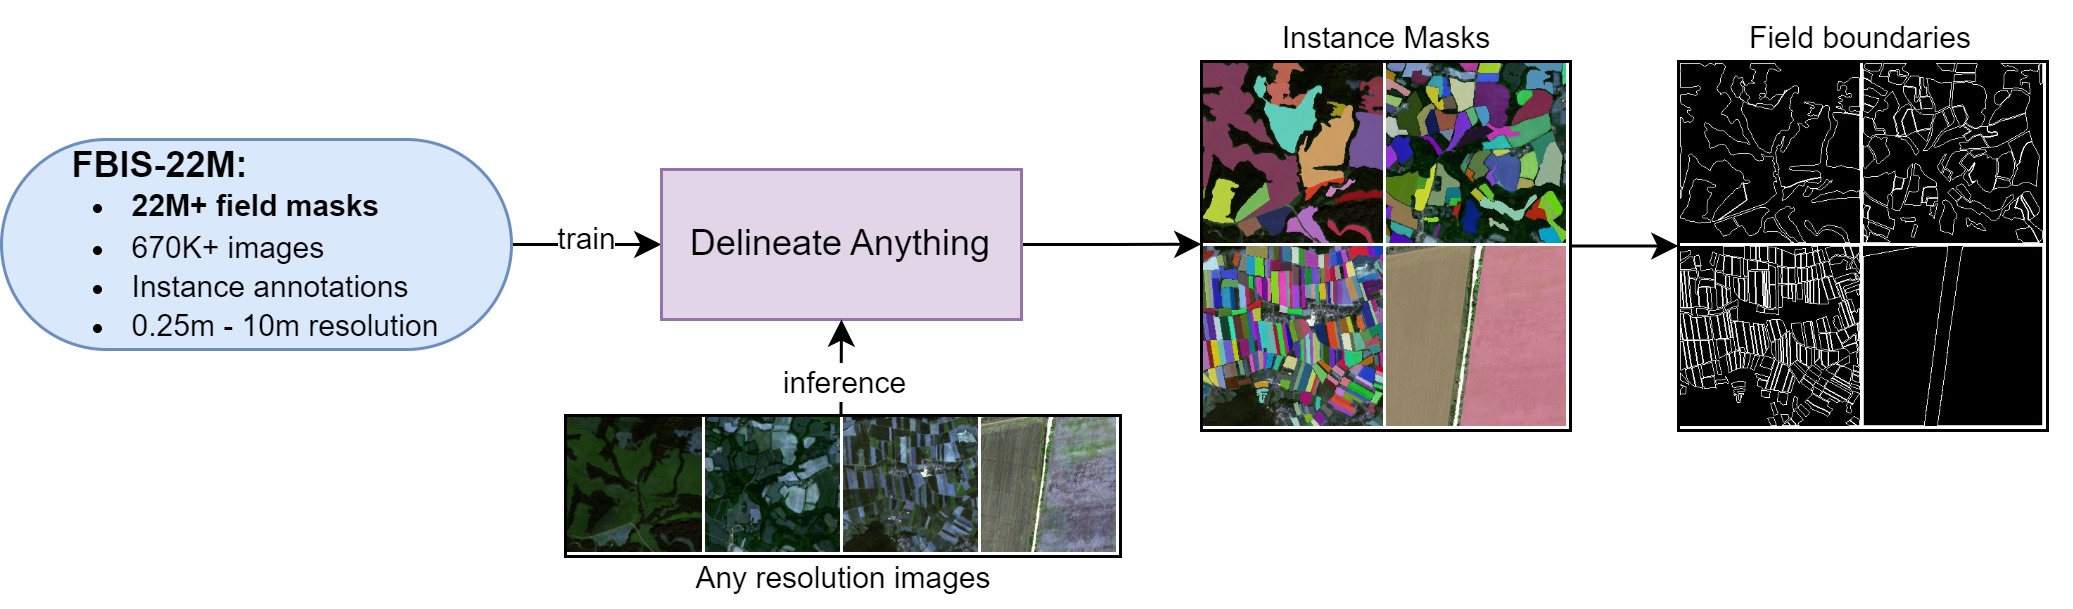 FBIS-22M:
• 22M+ field masks
• 670K+ images
• Instance annotations
• 0.25m - 10m resolution
train
Delineate Anything
inference
Any resolution images
Instance Masks
Field boundaries